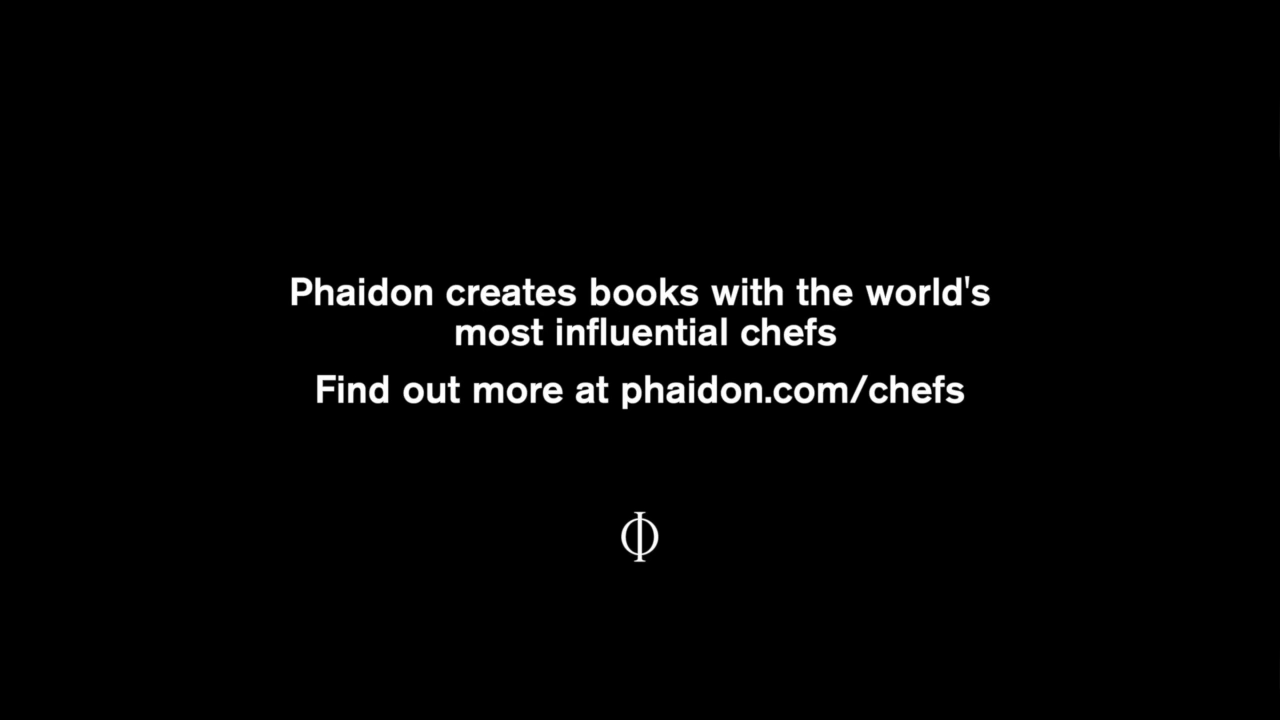 Phaidon creates books with the world's
most influential chefs
Find out more at phaidon.com/chefs
Φ